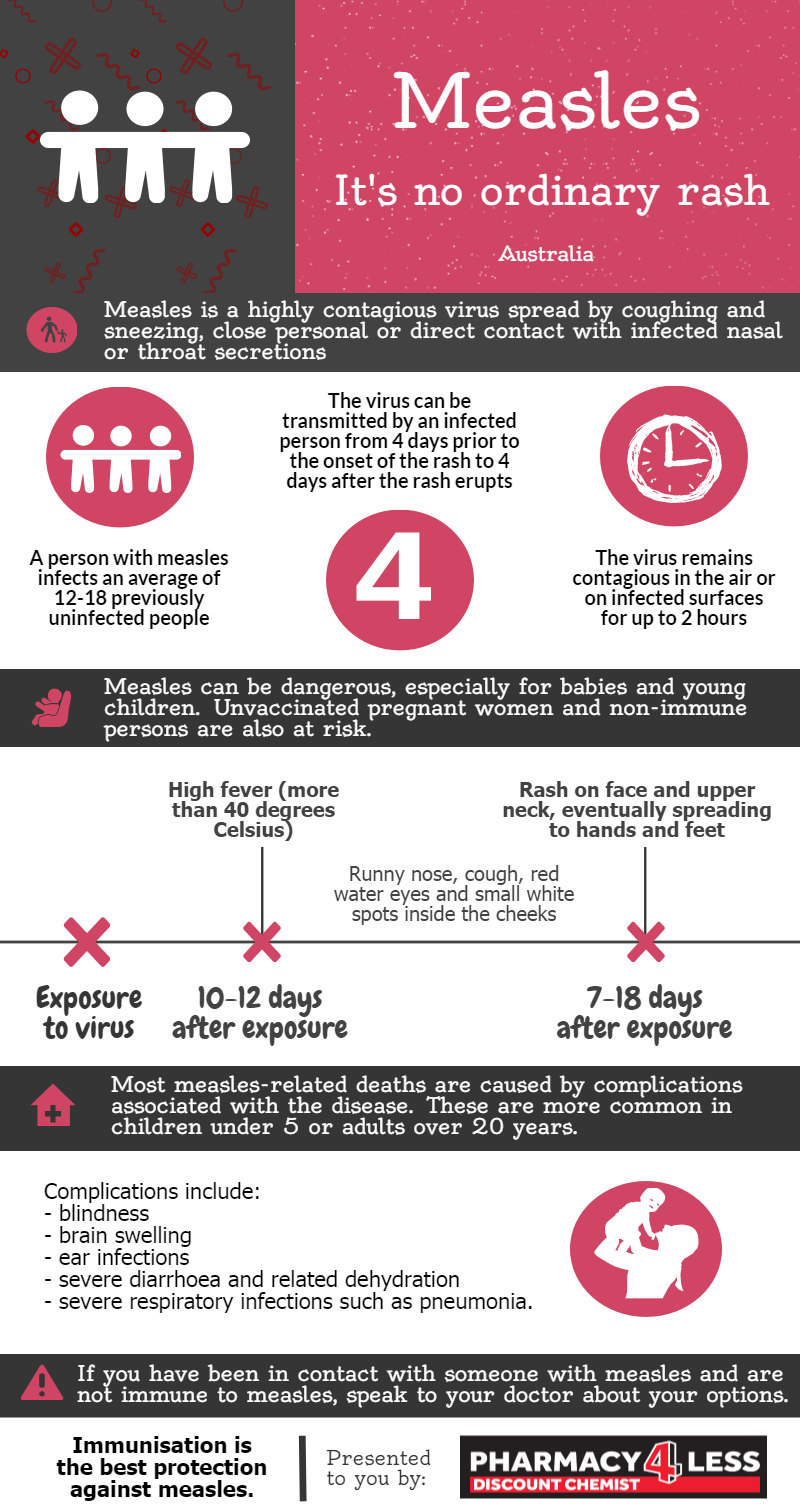 Measles
It's no ordinary rash
Australia
Measles is a highly contagious virus spread by coughing and
sneezing, close personal or direct contact with infected nasal
or throat secretions
A person with measles
infects an average of
12-18 previously
uninfected people
The virus can be
transmitted by an infected
person from 4 days prior to
the onset of the rash to 4
days after the rash erupts
4
The virus remains
contagious in the air or
on infected surfaces
for up to 2 hours
Measles can be dangerous, especially for babies and young
children. Unvaccinated pregnant women and non-immune
persons are also at risk.
High fever (more
than 40 degrees
Celsius)
Runny nose, cough, red
water eyes and small white
spots inside the cheeks
Rash on face and upper
neck, eventually spreading
to hands and feet
Exposure
to virus
10-12 days
after exposure
7-18 days
after exposure
Most measles-related deaths are caused by complications
associated with the disease. These are more common in
children under 5 or adults over 20 years.
Complications include:
- blindness
- brain swelling
- ear infections
- severe diarrhoea and related dehydration
- severe respiratory infections such as pneumonia.
If you have been in contact with someone with measles and are
not immune to measles, speak to your doctor about your options.
Immunisation is
the best protection
against measles.
Presented
to you by:
PHARMACY 4 LESS
DISCOUNT CHEMIST